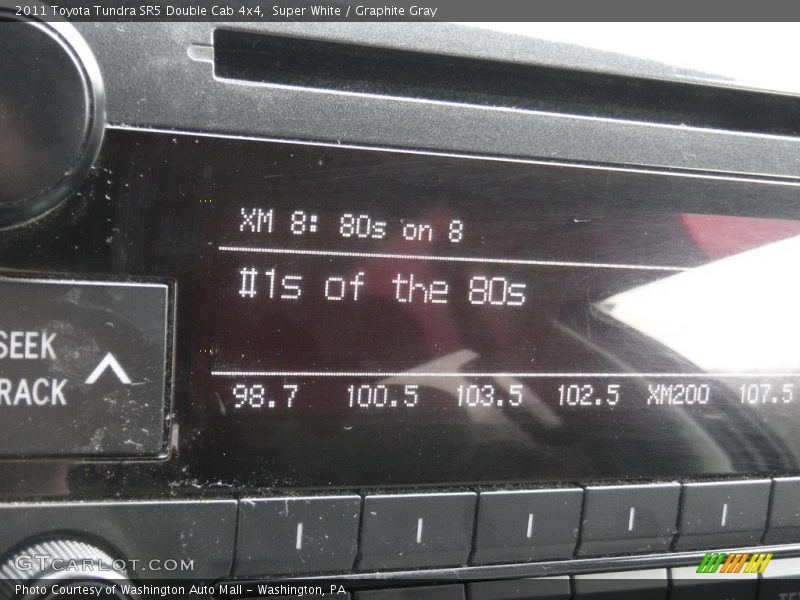 2011 Toyota Tundra SR5 Double Cab 4x4, Super White / Graphite Gray
XM 8: 80s on 8
#1s of the 80s
SEEK
RACK
98.7 100.5 103.5 102.5 XM200 107.5
GTCARLOT.COM
Photo Courtesy of Washington Auto Mall - Washington, PA